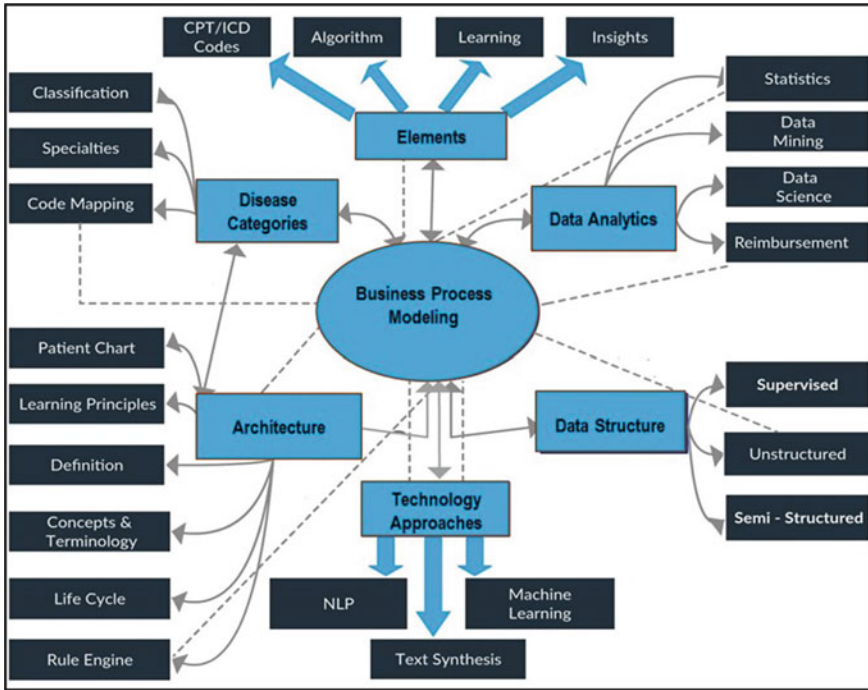 CPT/ICD
Codes
Algorithm
Learning
Insights
Classification
Statistics
Elements
Data
Mining
Specialties
Disease
Categories
Data Analytics
Data
Science
Code Mapping
Reimbursement
Business Process
Modeling
Patient Chart
Supervised
Learning Principles
Architecture
Data Structure
Definition
Unstructured
Technology
Approaches
Concepts &
Terminology
Semi - Structured
Life Cycle
NLP
Machine
Learning
Rule Engine
Text Synthesis